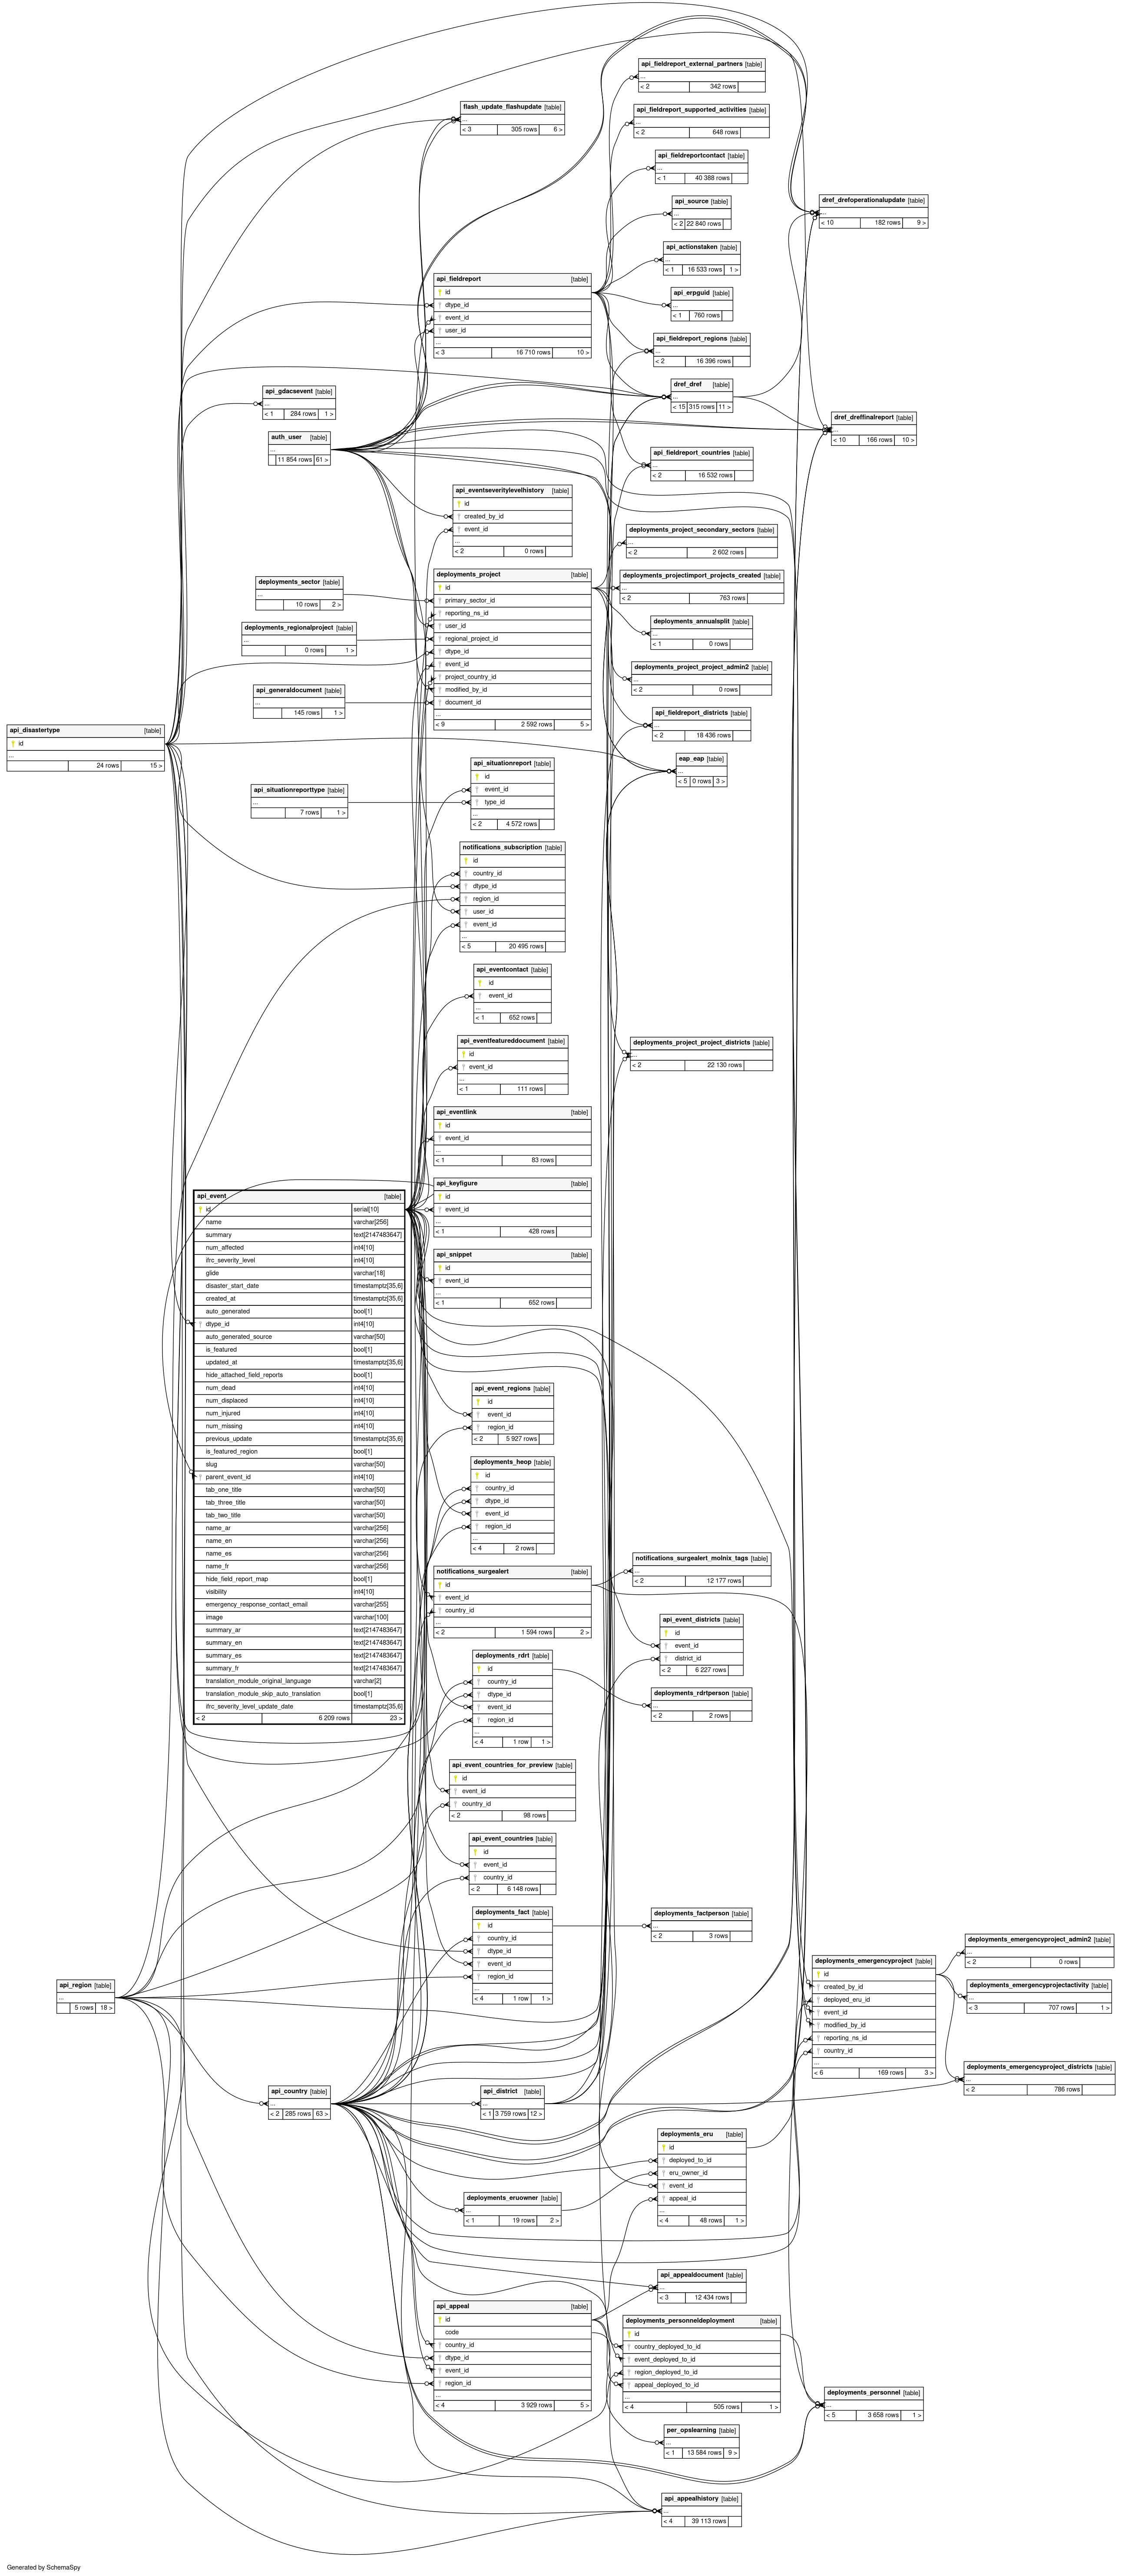 api_fieldreport_external_partners [table]
...
< 2 342 rows
flash_update_flashupdate [table]
...
< 3 305 rows 6 >
api_fieldreport_supported_activities [table]
...
< 2 648 rows
api_fieldreportcontact [table]
...
< 1 40 388 rows
api_source [table]
...
< 2 22 840 rows
dref_drefoperationalupdate [table]
...
< 10 182 rows 9 >
api_actionstaken [table]
...
< 1 16 533 rows 1 >
api_fieldreport [table]
id
dtype_id
event_id
user_id
...
< 3 16 710 rows 10 >
api_erpguid [table]
...
< 1 760 rows
api_fieldreport_regions [table]
...
< 2 16 396 rows
api_gdacsevent [table]
...
< 1 284 rows 1 >
dref_dref [table]
...
< 15 315 rows 11 >
dref_dreffinalreport [table]
...
< 10 166 rows 10 >
auth_user [table]
...
11 854 rows 61 >
api_fieldreport_countries [table]
...
< 2 16 532 rows
api_eventseveritylevelhistory [table]
id
created_by_id
event_id
...
< 2 0 rows
deployments_project_secondary_sectors [table]
...
< 2 2 602 rows
deployments_sector [table]
...
10 rows 2 >
deployments_project [table]
id
primary_sector_id
reporting_ns_id
user_id
regional_project_id
dtype_id
event_id
project_country_id
modified_by_id
document_id
...
< 9 2 592 rows 5 >
deployments_projectimport_projects_created [table]
...
< 2 763 rows
deployments_regionalproject [table]
...
0 rows 1 >
deployments_annualsplit [table]
...
< 1 0 rows
deployments_project_project_admin2 [table]
...
< 2 0 rows
api_generaldocument [table]
...
145 rows 1 >
api_fieldreport_districts [table]
...
< 2 18 436 rows
api_disastertype [table]
id
...
24 rows 15 >
eap_eap [table]
...
< 5 0 rows 3 >
api_situationreport [table]
id
event_id
type_id
...
< 2 4 572 rows
api_situationreporttype [table]
...
7 rows 1 >
notifications_subscription [table]
id
country_id
dtype_id
region_id
user_id
event_id
...
< 5 20 495 rows
api_eventcontact [table]
id
event_id
...
< 1 652 rows
api_eventfeatureddocument [table]
id
event_id
...
< 1 111 rows
deployments_project_project_districts [table]
...
< 2 22 130 rows
api_eventlink [table]
id
event_id
...
< 1 83 rows
api_keyfigure [table]
id
event_id
...
< 1 428 rows
api_snippet [table]
id
event_id
...
< 1 652 rows
api_event [table]
id serial[10]
name varchar[256]
summary text[2147483647]
num_affected int4[10]
ifrc_severity_level int4[10]
glide varchar[18]
disaster_start_date timestamptz[35,6]
created_at timestamptz[35,6]
auto_generated bool[1]
dtype_id int4[10]
auto_generated_source varchar[50]
is_featured bool[1]
updated_at timestamptz[35,6]
hide_attached_field_reports bool[1]
num_dead int4[10]
num_displaced int4[10]
num_injured int4[10]
num_missing int4[10]
previous_update timestamptz[35,6]
is_featured_region bool[1]
slug varchar[50]
parent_event_id int4[10]
tab_one_title varchar[50]
tab_three_title varchar[50]
tab_two_title varchar[50]
name_ar varchar[256]
name_en varchar[256]
name_es varchar[256]
name_fr varchar[256]
hide_field_report_map bool[1]
visibility int4[10]
emergency_response_contact_email varchar[255]
image varchar[100]
summary_ar text[2147483647]
summary_en text[2147483647]
summary_es text[2147483647]
summary_fr text[2147483647]
translation_module_original_language varchar[2]
translation_module_skip_auto_translation bool[1]
ifrc_severity_level_update_date timestamptz[35,6]
< 2 6 209 rows 23 >
api_event_regions [table]
id
event_id
region_id
< 2 5 927 rows
deployments_heop [table]
id
country_id
dtype_id
event_id
region_id
...
< 4 2 rows
notifications_surgealert [table]
id
event_id
country_id
...
< 2 1 594 rows 2 >
notifications_surgealert_molnix_tags [table]
...
< 2 12 177 rows
api_event_districts [table]
id
event_id
district_id
< 2 6 227 rows
deployments_rdrt [table]
id
country_id
dtype_id
event_id
region_id
...
< 4 1 row 1 >
deployments_rdrtperson [table]
...
< 2 2 rows
api_event_countries_for_preview [table]
id
event_id
country_id
< 2 98 rows
api_event_countries [table]
id
event_id
country_id
< 2 6 148 rows
deployments_fact [table]
id
country_id
dtype_id
event_id
region_id
...
< 4 1 row 1 >
deployments_factperson [table]
...
< 2 3 rows
deployments_emergencyproject [table]
id
created_by_id
deployed_eru_id
event_id
modified_by_id
reporting_ns_id
country_id
...
< 6 169 rows 3 >
deployments_emergencyproject_admin2 [table]
...
< 2 0 rows
deployments_emergencyprojectactivity [table]
...
< 3 707 rows 1 >
deployments_emergencyproject_districts [table]
...
< 2 786 rows
api_region [table]
...
5 rows 18 >
api_country [table]
...
< 2 285 rows 63 >
api_district [table]
...
< 1 3 759 rows 12 >
deployments_eru [table]
id
deployed_to_id
eru_owner_id
event_id
appeal_id
...
< 4 48 rows 1 >
deployments_eruowner [table]
...
< 1 19 rows 2 >
api_appealdocument [table]
...
< 3 12 434 rows
api_appeal [table]
id
code
country_id
dtype_id
event_id
region_id
...
< 4 3 929 rows 5 >
deployments_personneldeployment [table]
id
country_deployed_to_id
event_deployed_to_id
region_deployed_to_id
appeal_deployed_to_id
...
< 4 505 rows 1 >
deployments_personnel [table]
...
< 5 3 658 rows 1 >
per_opslearning [table]
...
< 1 13 584 rows 9 >
api_appealhistory [table]
...
< 4 39 113 rows
Generated by SchemaSpy